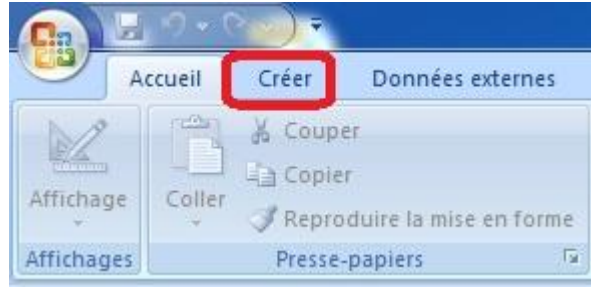 Accueil Créer Données externes
Couper
Copier
Affichage Coller
Reproduire la mise en forme
Affichages Presse-papiers